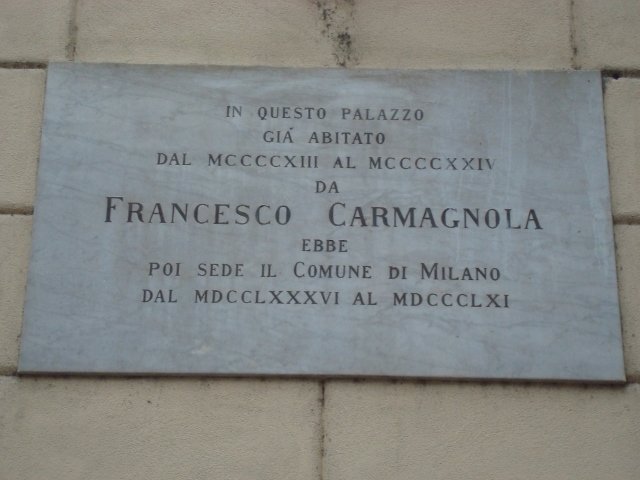 IN QUESTO PALAZZO
GIÁ ABITATO
DAL MCCCCXIII AL MCCCCXXIV
DA
FRANCESCO CARMAGNOLA
EBBE
POI SEDE IL COMUNE DI MILANO
DAL MDCCLXXXVI AL MDCCCLXI